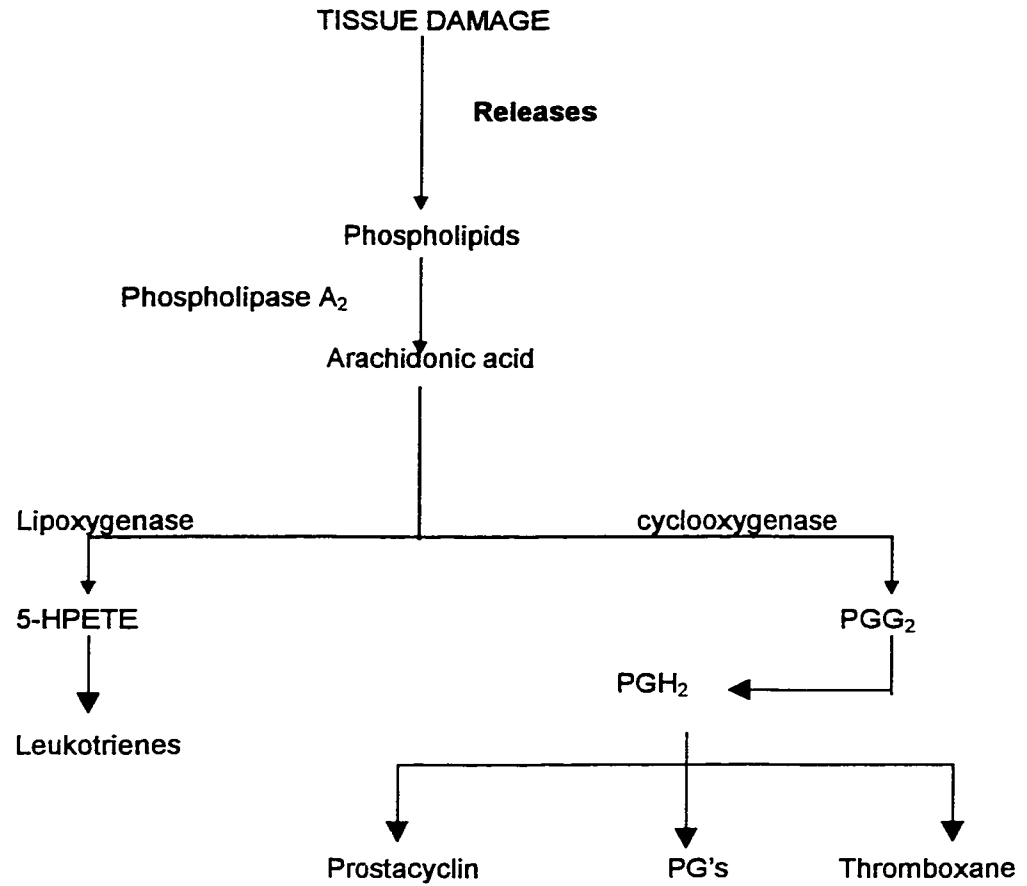 TISSUE DAMAGE
Releases
Phospholipids
Phospholipase A₂
Arachidonic acid
Lipoxygenase
cyclooxygenase
5-HPETE
PGG₂
PGH₂
Leukotrienes
Prostacyclin
PG's
Thromboxane